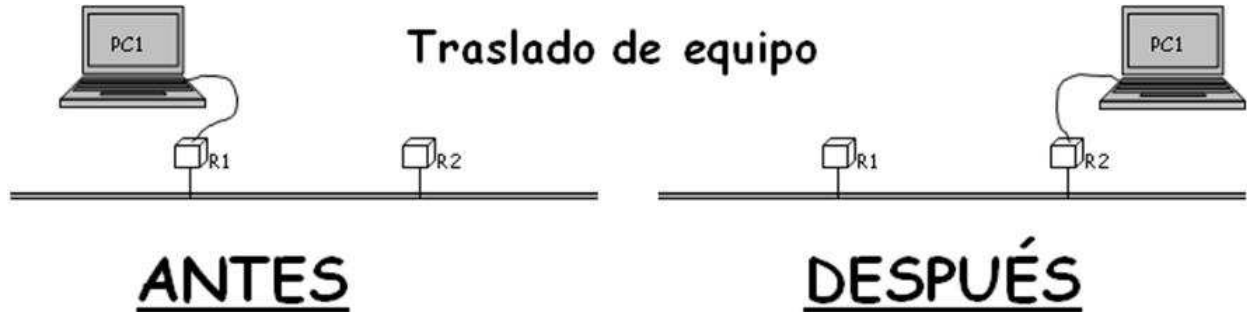 PC1
Traslado de equipo
PC1
R1
R2
R1
R2
ANTES
DESPUÉS